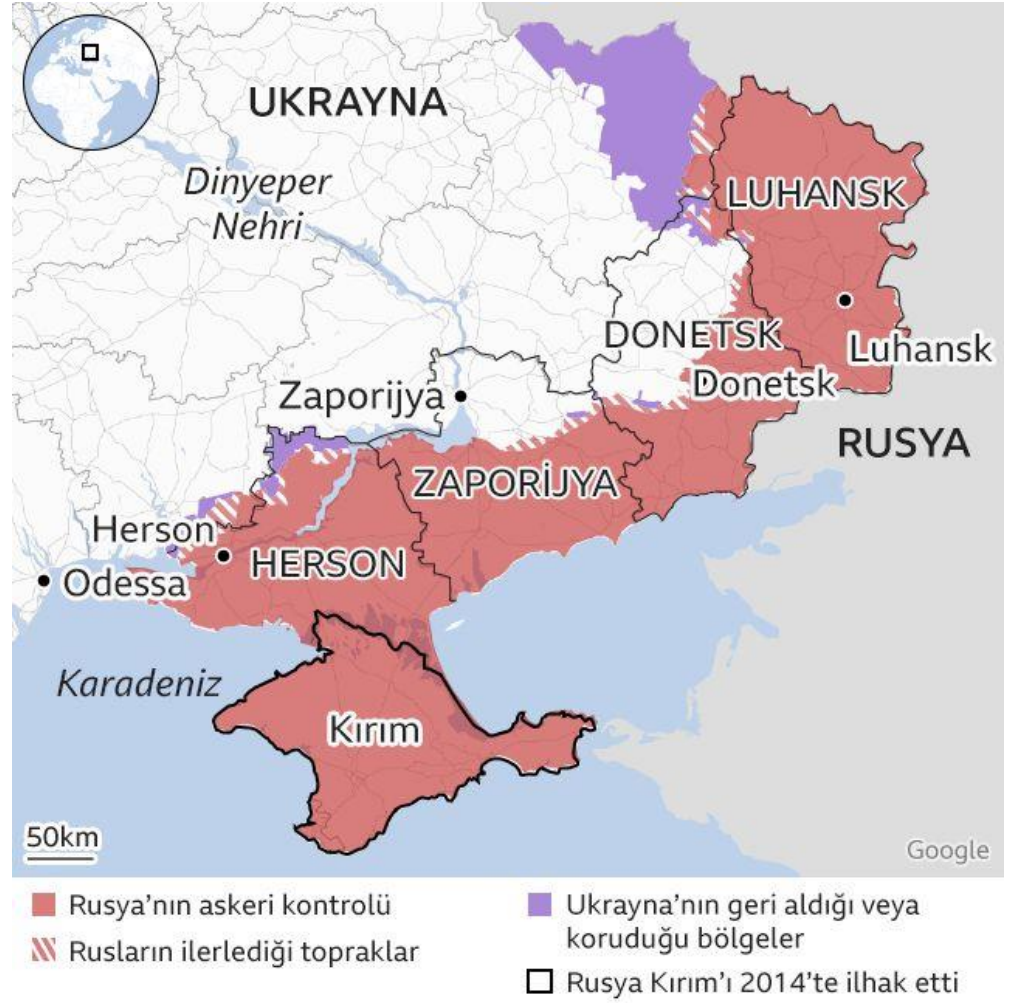 UKRAYNA
Dinyeper
Nehri
LUHANSK
DONETSK
Luhansk
Donetsk
Zaporijya
RUSYA
ZAPORİJYA
Herson
HERSON
Odessa
Karadeniz
Kırım
50km
Google
Rusya’nın askeri kontrolü
Rusların ilerlediği topraklar
Ukrayna’nın geri aldığı veya
koruduğu bölgeler
Rusya Kırım’ı 2014’te ilhak etti